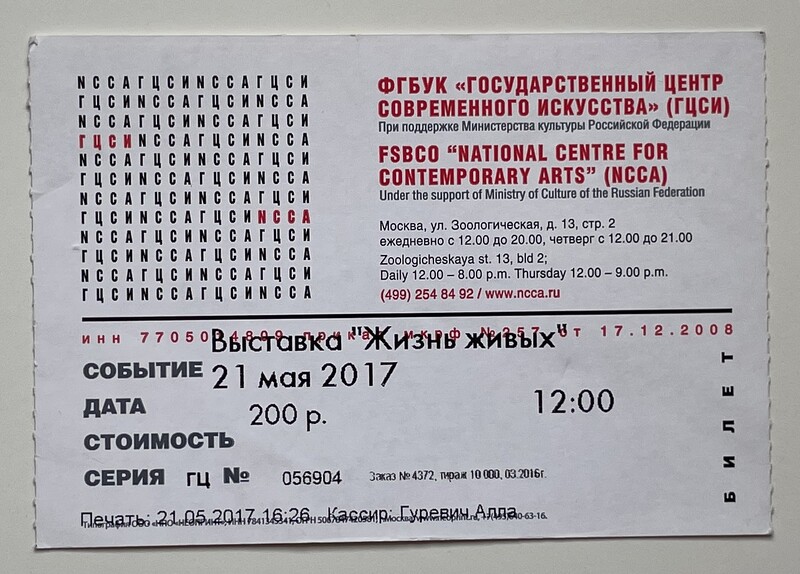 NCCAГЦСИNCCAГЦСИ
ГЦСИNCCAГЦСИNCCA
NCCAГЦСИNCCAГЦСИ
ГЦСИNCCAГЦСИNCCA
NCCAГЦСИNCCAГЦСИ
ГЦСИNCCAГЦСИNCCA
NCCAГЦСИNCCAГЦСИ
ГЦСИNCCAГЦСИNCCA
NCCAГЦСИNCCAГЦСИ
ГЦСИNCCAГЦСИNCCA
NCCAГЦСИNCCAГЦСИ
ГЦСИNCCAГЦСИNCCA
ФГБУК «ГОСУДАРСТВЕННЫЙ ЦЕНТР
СОВРЕМЕННОГО ИСКУССТВА» (ГЦСИ)
При поддержке Министерства культуры Российской Федерации
FSBCO “NATIONAL CENTRE FOR
CONTEMPORARY ARTS” (NCCA)
Under the support of Ministry of Culture of the Russian Federation
Москва, ул. Зоологическая, д. 13, стр. 2
ежедневно с 12.00 до 20.00, четверг с 12.00 до 21.00
Zoologicheskaya st. 13, bld 2;
Daily 12.00 – 8.00 p.m. Thursday 12.00 – 9.00 p.m.
(499) 254 84 92 / www.ncca.ru
инн приказ мкрф от 17.12.2008
Выставка "Жизнь живых"
СОБЫТИЕ 21 мая 2017
ДАТА 200 р. 12:00
СТОИМОСТЬ
СЕРИЯ ГЦ № 056904 Заказ № 4372, тираж 10 000, 03.2016г.
Печать: 21.05.2017 16:26 Кассир: Гуревич Алла
БИЛЕТ